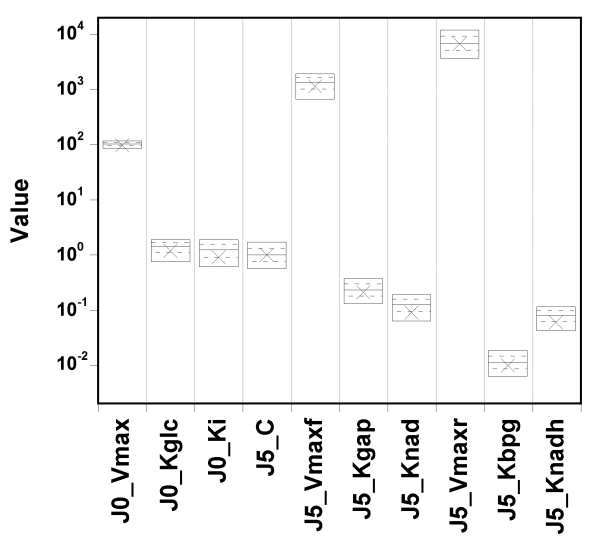 Value
10^4
10^3
10^2
10^1
10^0
10^-1
10^-2
J0_Vmax
J0_Kglc
J0_Ki
J5_C
J5_Vmaxf
J5_Kgap
J5_Knad
J5_Vmaxr
J5_Kbpg
J5_Knadh